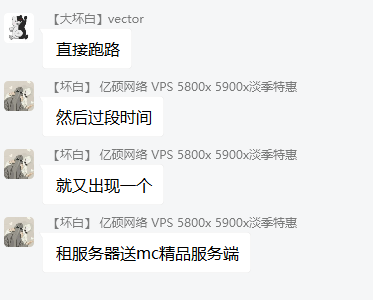 【大坏白】vector
直接跑路
【坏白】 亿硕网络 VPS 5800x 5900x淡季特惠
然后过段时间
【坏白】 亿硕网络 VPS 5800x 5900x淡季特惠
就又出现一个
【坏白】 亿硕网络 VPS 5800x 5900x淡季特惠
租服务器送mc精品服务端